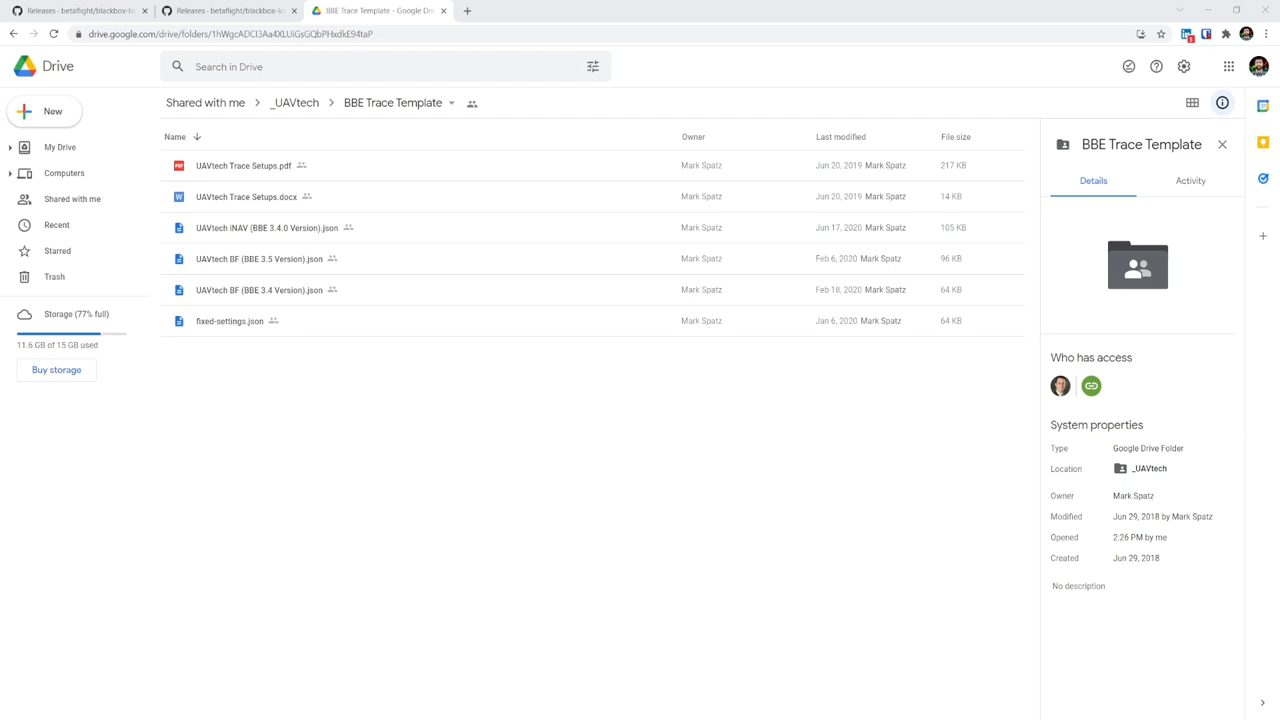 Releases · betaflight/blackbox-lo
Releases · betaflight/blackbox-lo
BBE Trace Template - Google Dri
drive.google.com/drive/folders/1hWgcADCI3Aa4XLUiGsGQbPHxdkE94taP
Drive
Search in Drive
New
Shared with me
_UAVtech
BBE Trace Template
Name
Owner
Last modified
File size
BBE Trace Template
My Drive
UAVtech Trace Setups.pdf
Mark Spatz
Jun 20, 2019 Mark Spatz
217 KB
Details
Activity
Computers
UAVtech Trace Setups.docx
Mark Spatz
Jun 20, 2019 Mark Spatz
14 KB
Shared with me
Recent
UAVtech iNAV (BBE 3.4.0 Version).json
Mark Spatz
Jun 17, 2020 Mark Spatz
105 KB
Starred
UAVtech BF (BBE 3.5 Version).json
Mark Spatz
Feb 6, 2020 Mark Spatz
96 KB
Trash
UAVtech BF (BBE 3.4 Version).json
Mark Spatz
Feb 18, 2020 Mark Spatz
64 KB
Storage (77% full)
fixed-settings.json
Mark Spatz
Jan 6, 2020 Mark Spatz
64 KB
11.6 GB of 15 GB used
Buy storage
Who has access
System properties
Type
Google Drive Folder
Location
_UAVtech
Owner
Mark Spatz
Modified
Jun 29, 2018 by Mark Spatz
Opened
2:26 PM by me
Created
Jun 29, 2018
No description